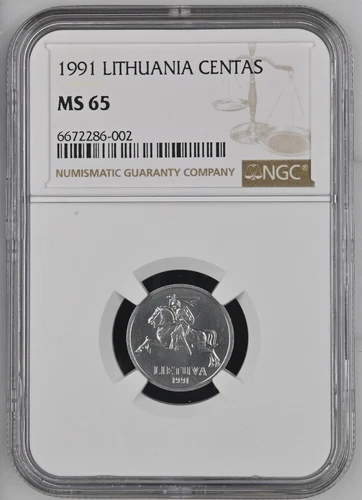 1991 LITHUANIA CENTAS
MS 65
6672286-002
NUMISMATIC GUARANTY COMPANY
NGC®
LIETUVA
1991